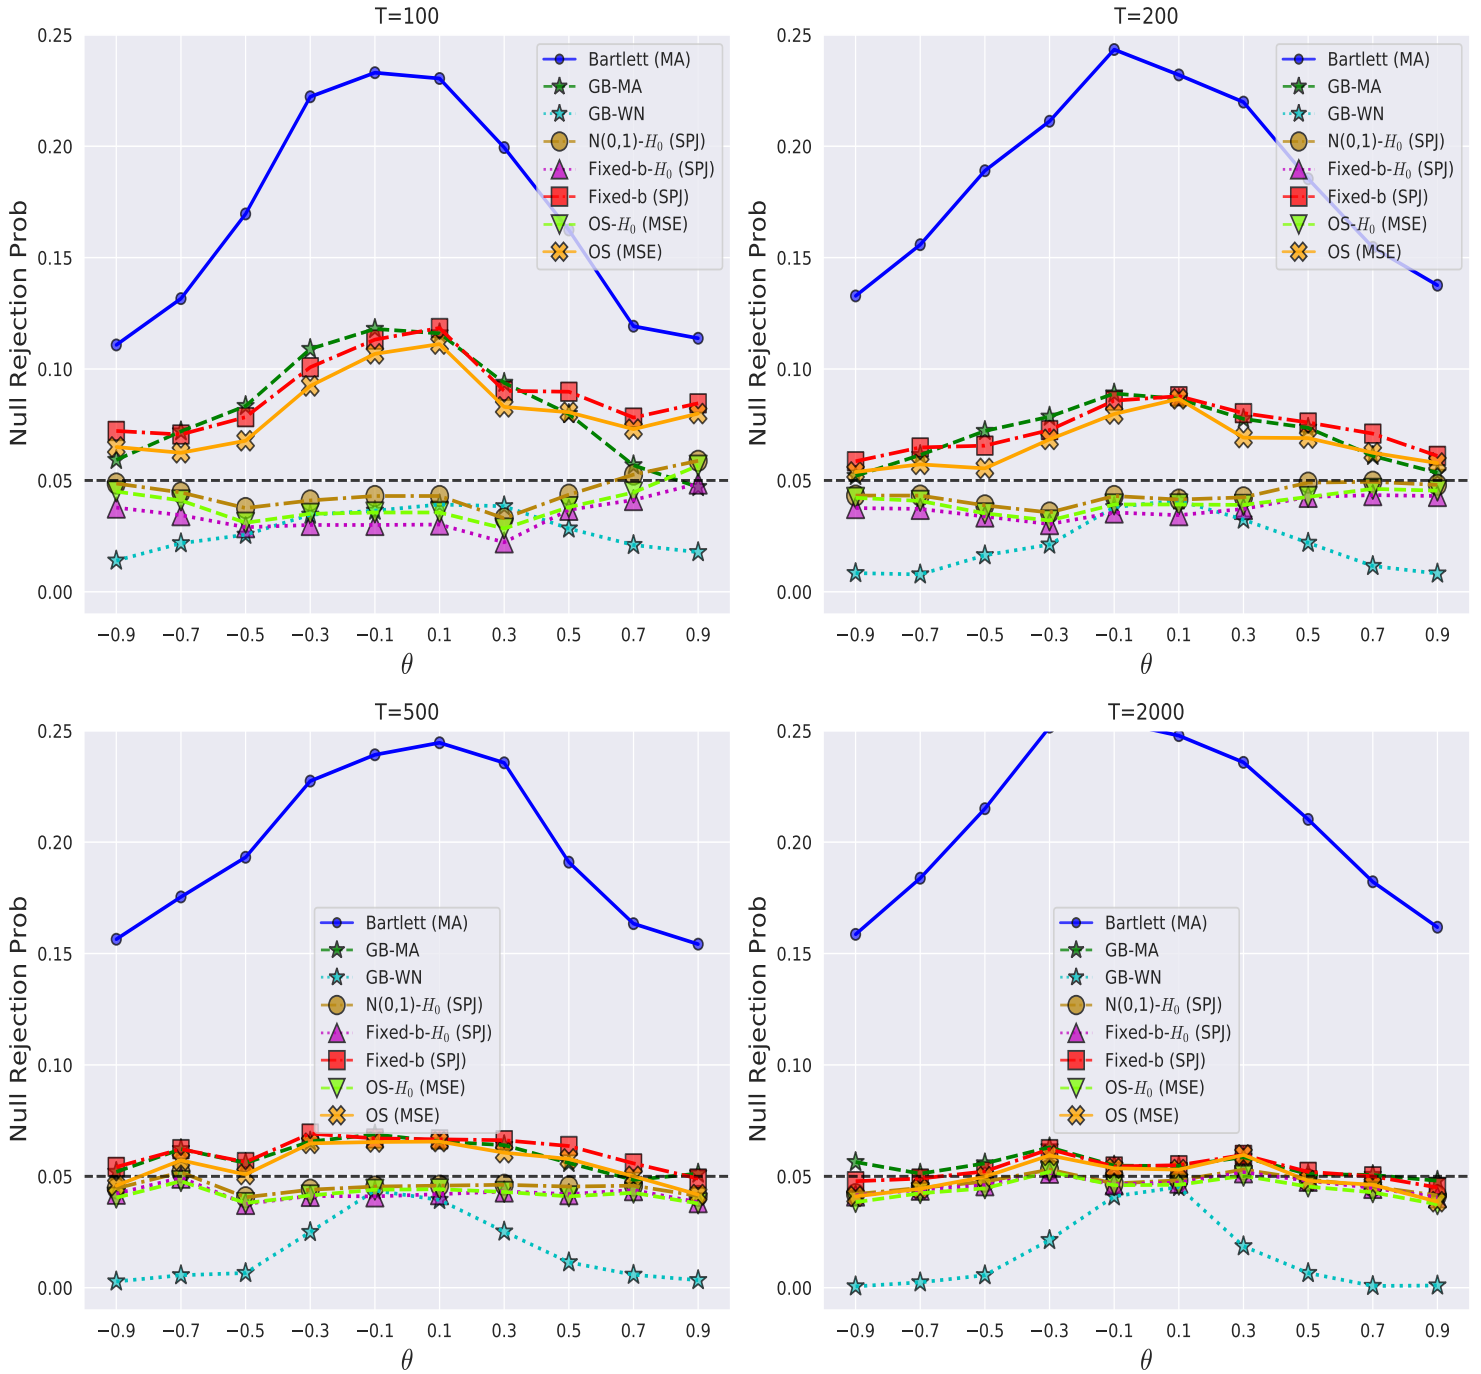 T=100
Null Rejection Prob
0.25
0.20
0.15
0.10
0.05
0.00
Bartlett (MA)
GB-MA
GB-WN
N(0,1)-H₀ (SPJ)
Fixed-b-H₀ (SPJ)
Fixed-b (SPJ)
OS-H₀ (MSE)
OS (MSE)
−0.9 −0.7 −0.5 −0.3 −0.1 0.1 0.3 0.5 0.7 0.9
θ
T=200
Null Rejection Prob
0.25
0.20
0.15
0.10
0.05
0.00
Bartlett (MA)
GB-MA
GB-WN
N(0,1)-H₀ (SPJ)
Fixed-b-H₀ (SPJ)
Fixed-b (SPJ)
OS-H₀ (MSE)
OS (MSE)
−0.9 −0.7 −0.5 −0.3 −0.1 0.1 0.3 0.5 0.7 0.9
θ
T=500
Null Rejection Prob
0.25
0.20
0.15
0.10
0.05
0.00
Bartlett (MA)
GB-MA
GB-WN
N(0,1)-H₀ (SPJ)
Fixed-b-H₀ (SPJ)
Fixed-b (SPJ)
OS-H₀ (MSE)
OS (MSE)
−0.9 −0.7 −0.5 −0.3 −0.1 0.1 0.3 0.5 0.7 0.9
θ
T=2000
Null Rejection Prob
0.25
0.20
0.15
0.10
0.05
0.00
Bartlett (MA)
GB-MA
GB-WN
N(0,1)-H₀ (SPJ)
Fixed-b-H₀ (SPJ)
Fixed-b (SPJ)
OS-H₀ (MSE)
OS (MSE)
−0.9 −0.7 −0.5 −0.3 −0.1 0.1 0.3 0.5 0.7 0.9
θ